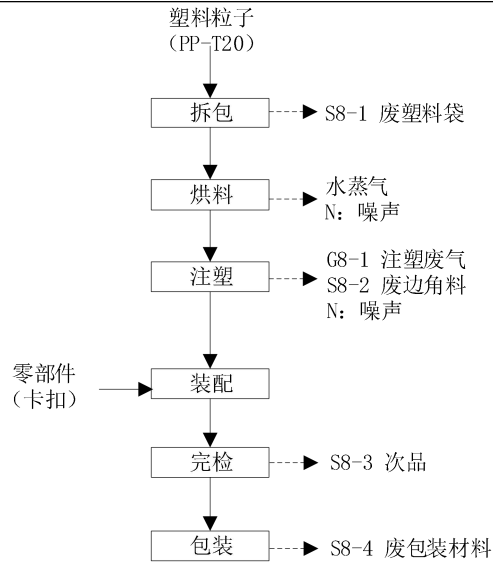 塑料粒子
（PP-T20）
拆包
S8-1 废塑料袋
烘料
水蒸气
N：噪声
注塑
G8-1 注塑废气
S8-2 废边角料
N：噪声
零部件
（卡扣）
装配
完检
S8-3 次品
包装
S8-4 废包装材料